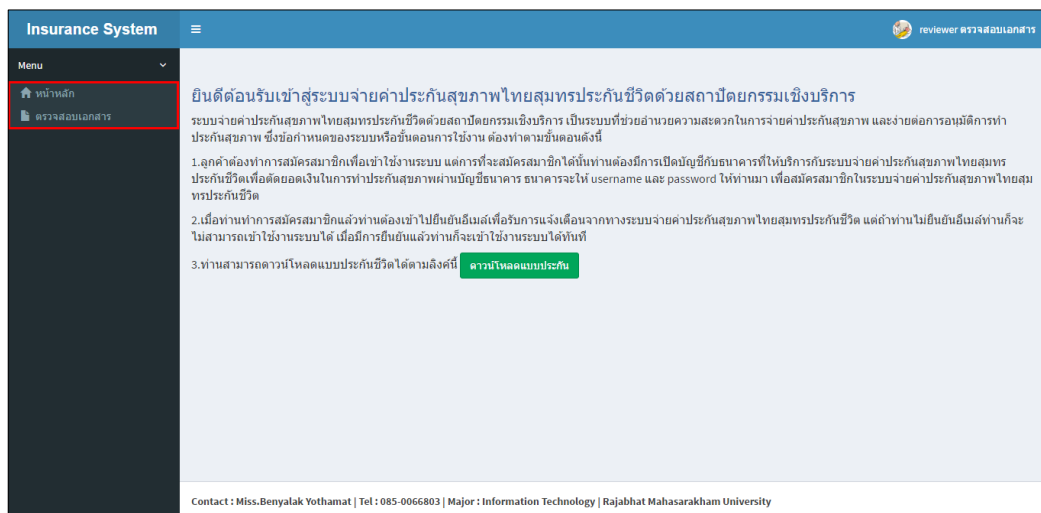 Insurance System
reviewer ตรวจสอบเอกสาร
Menu
หน้าหลัก
ตรวจสอบเอกสาร
ยินดีต้อนรับเข้าสู่ระบบจ่ายค่าประกันสุขภาพไทยสมุทรประกันชีวิตด้วยสถาปัตยกรรมเชิงบริการ
ระบบจ่ายค่าประกันสุขภาพไทยสมุทรประกันชีวิตด้วยสถาปัตยกรรมเชิงบริการ เป็นระบบที่ช่วยอำนวยความสะดวกในการจ่ายค่าประกันสุขภาพ และง่ายต่อการอนุมัติการทำ
ประกันสุขภาพ ซึ่งข้อกำหนดของระบบหรือขั้นตอนการใช้งาน ต้องทำตามขั้นตอนดังนี้
1.ลูกค้าต้องทำการสมัครสมาชิกเพื่อเข้าใช้งานระบบ แต่การที่จะสมัครสมาชิกได้นั้นท่านต้องมีการเปิดบัญชีกับธนาคารที่ให้บริการกับระบบจ่ายค่าประกันสุขภาพไทยสมุทร
ประกันชีวิตเพื่อตัดยอดเงินในการทำประกันสุขภาพผ่านบัญชีธนาคาร ธนาคารจะให้ username และ password ให้ท่านมา เพื่อสมัครสมาชิกในระบบจ่ายค่าประกันสุขภาพไทยสมุ
ทรประกันชีวิต
2.เมื่อท่านทำการสมัครสมาชิกแล้วท่านต้องเข้าไปยืนยันอีเมล์เพื่อรับการแจ้งเตือนจากทางระบบจ่ายค่าประกันสุขภาพไทยสมุทรประกันชีวิต แต่ถ้าท่านไม่ยืนยันอีเมล์ท่านก็จะ
ไม่สามารถเข้าใช้งานระบบได้ เมื่อมีการยืนยันแล้วท่านก็จะเข้าใช้งานระบบได้ทันที
3.ท่านสามารถดาวน์โหลดแบบประกันชีวิตได้ตามลิงค์นี้ ดาวน์โหลดแบบประกัน
Contact : Miss.Benyalak Yothamat | Tel : 085-0066803 | Major : Information Technology | Rajabhat Mahasarakham University